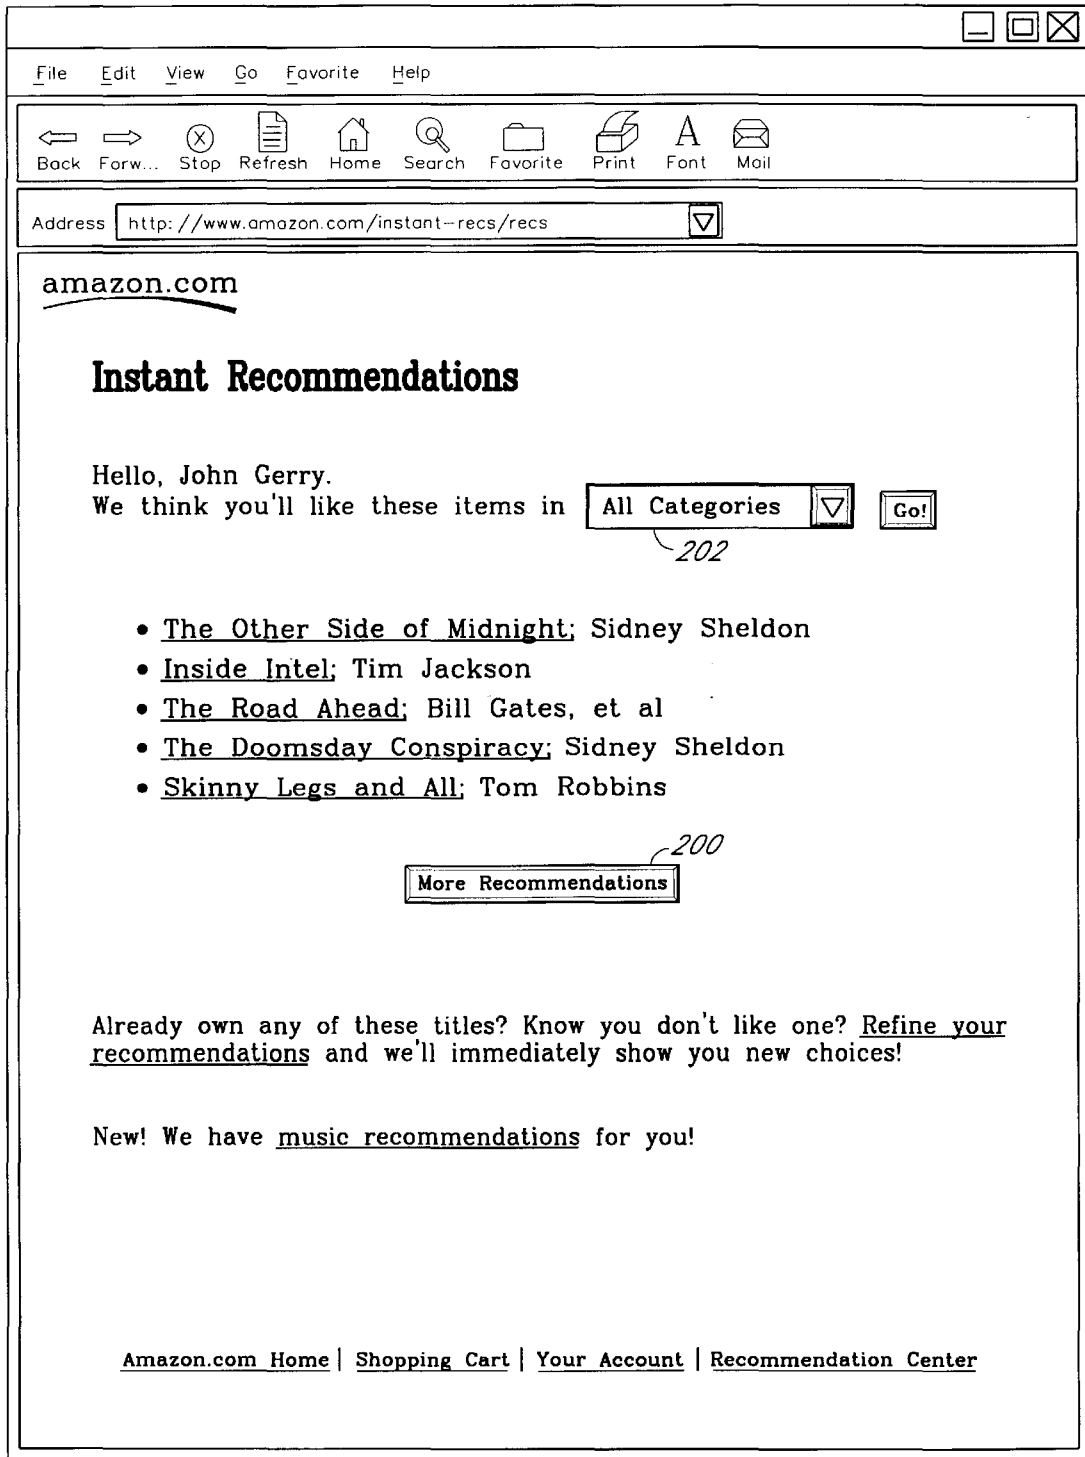 File Edit View Go Favorite Help
Back Forw... Stop Refresh Home Search Favorite Print Font Mail
Address http://www.amazon.com/instant-recs/recs
amazon.com
Instant Recommendations
Hello, John Gerry.
We think you'll like these items in All Categories Go!
202
• The Other Side of Midnight; Sidney Sheldon
• Inside Intel; Tim Jackson
• The Road Ahead; Bill Gates, et al
• The Doomsday Conspiracy; Sidney Sheldon
• Skinny Legs and All; Tom Robbins
200
More Recommendations
Already own any of these titles? Know you don't like one? Refine your
recommendations and we'll immediately show you new choices!
New! We have music recommendations for you!
Amazon.com Home | Shopping Cart | Your Account | Recommendation Center